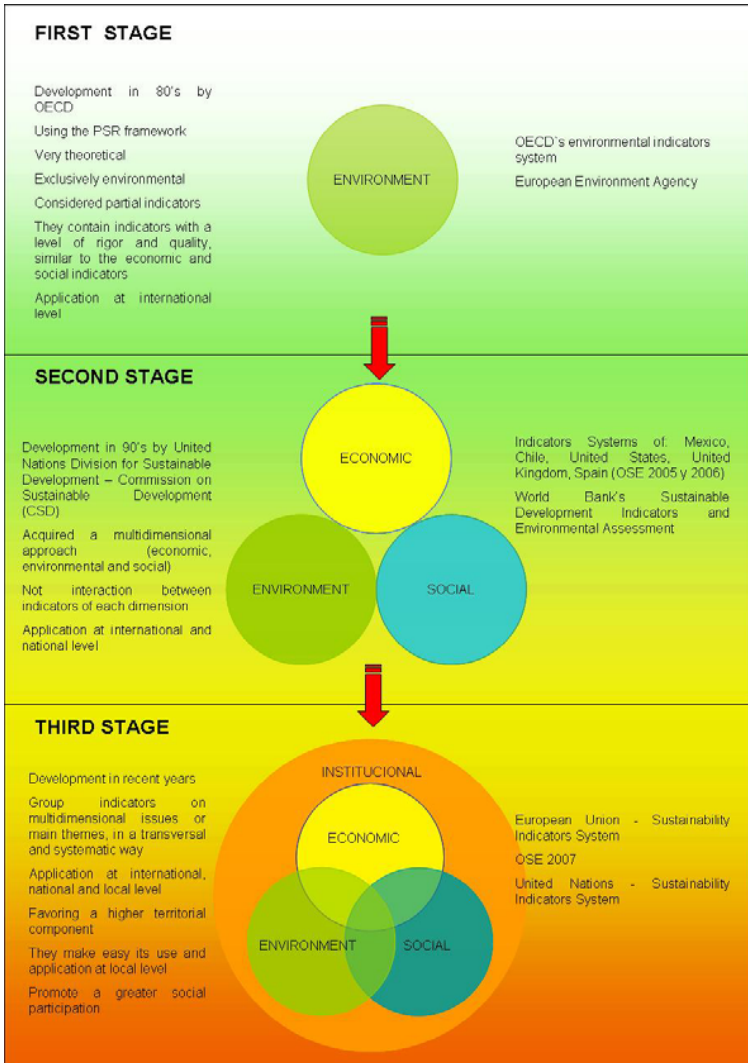 FIRST STAGE
Development in 80's by
OECD
Using the PSR framework
Very theoretical
Exclusively environmental
Considered partial indicators
They contain indicators with a
level of rigor and quality,
similar to the economic and
social indicators
Application at international
level
ENVIRONMENT
OECD`s environmental indicators
system
European Environment Agency
SECOND STAGE
Development in 90's by United
Nations Division for Sustainable
Development – Commission on
Sustainable Development
(CSD)
Acquired a multidimensional
approach (economic,
environmental and social)
Not interaction between
indicators of each dimension
Application at international and
national level
ECONOMIC
ENVIRONMENT
SOCIAL
Indicators Systems of: Mexico,
Chile, United States, United
Kingdom, Spain (OSE 2005 y 2006)
World Bank's Sustainable
Development Indicators and
Environmental Assessment
THIRD STAGE
Development in recent years
Group indicators on
multidimensional issues or
main themes, in a transversal
and systematic way
Application at international,
national and local level
Favoring a higher territorial
component
They make easy its use and
application at local level
Promote a greater social
participation
INSTITUCIONAL
ECONOMIC
ENVIRONMENT
SOCIAL
European Union - Sustainability
Indicators System
OSE 2007
United Nations - Sustainability
Indicators System